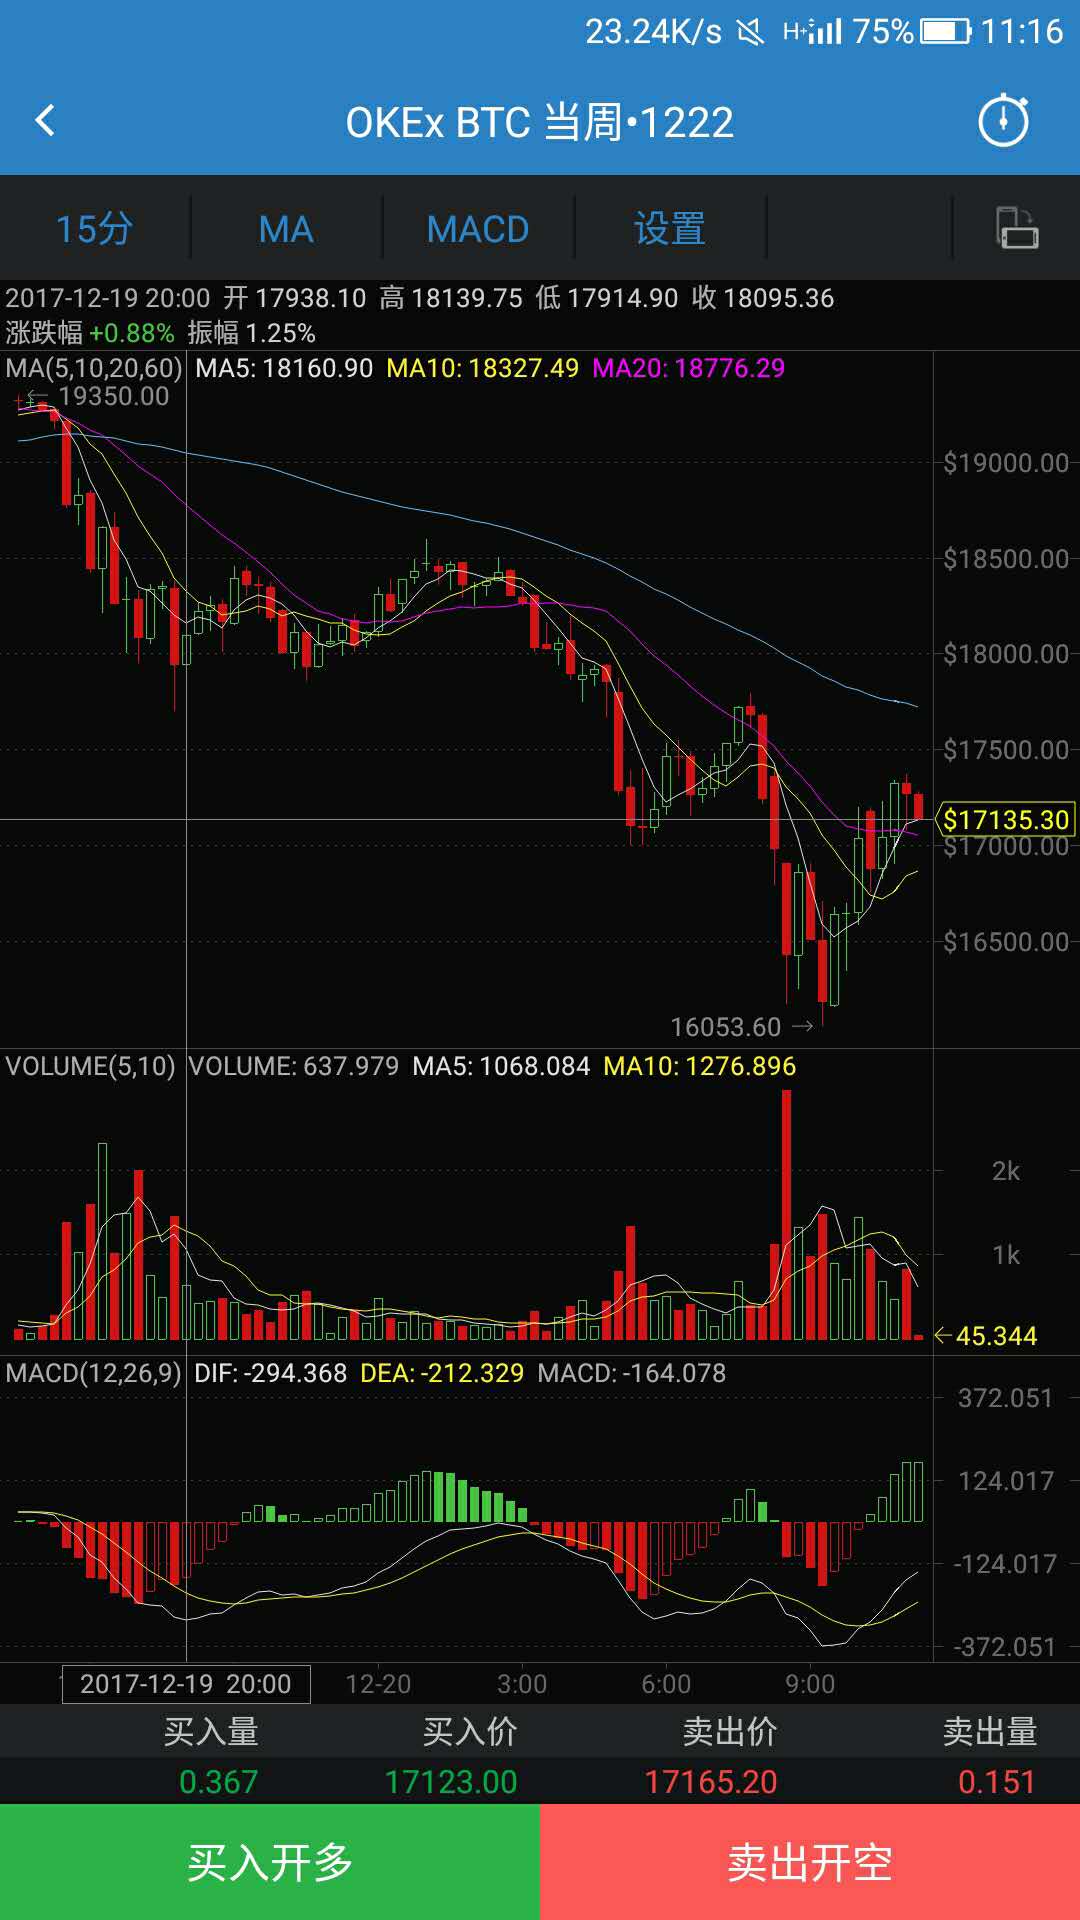 23.24K/s H+ 75% 11:16
OKEx BTC 当周•1222
15分 MA MACD 设置
2017-12-19 20:00 开 17938.10 高 18139.75 低 17914.90 收 18095.36
涨跌幅 +0.88% 振幅 1.25%
MA(5,10,20,60) MA5: 18160.90 MA10: 18327.49 MA20: 18776.29
← 19350.00
$19000.00
$18500.00
$18000.00
$17500.00
$17135.30
$17000.00
$16500.00
16053.60 →
VOLUME(5,10) VOLUME: 637.979 MA5: 1068.084 MA10: 1276.896
2k
1k
←45.344
MACD(12,26,9) DIF: -294.368 DEA: -212.329 MACD: -164.078
372.051
124.017
-124.017
-372.051
2017-12-19 20:00 12-20 3:00 6:00 9:00
买入量 买入价 卖出价 卖出量
0.367 17123.00 17165.20 0.151
买入开多 卖出开空